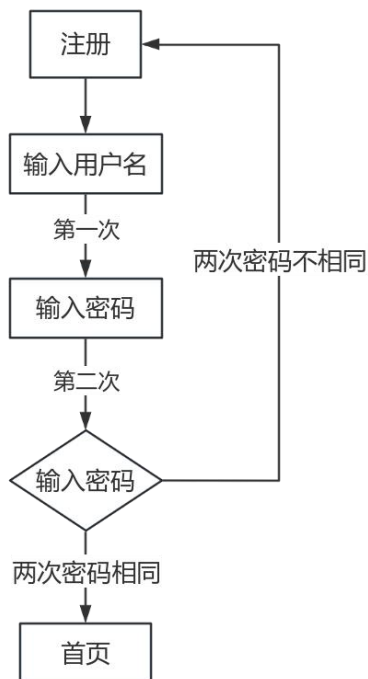 注册
输入用户名
第一次
两次密码不相同
输入密码
第二次
输入密码
两次密码相同
首页